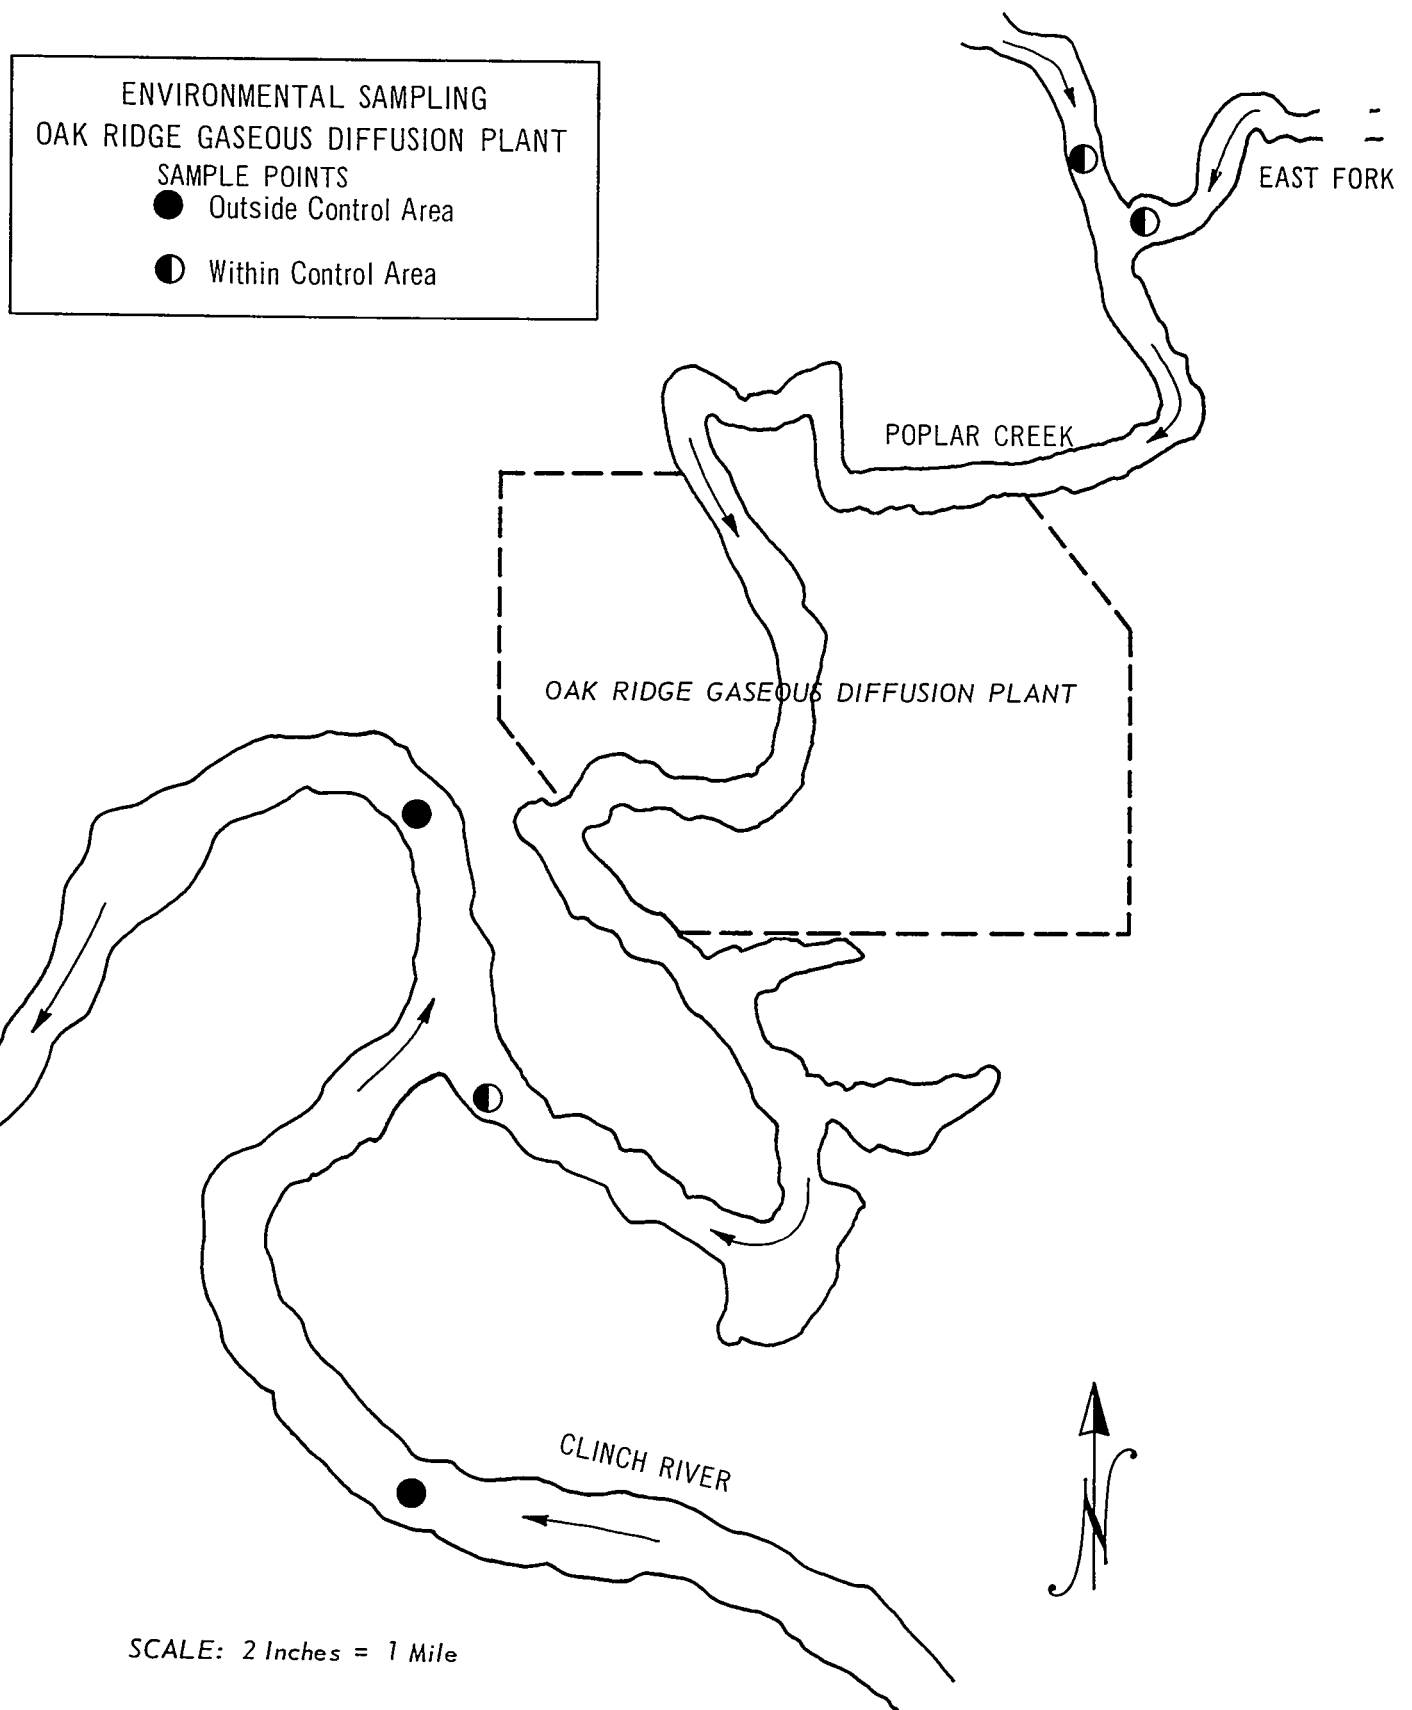 ENVIRONMENTAL SAMPLING
OAK RIDGE GASEOUS DIFFUSION PLANT
SAMPLE POINTS
Outside Control Area
Within Control Area
EAST FORK
POPLAR CREEK
OAK RIDGE GASEOUS DIFFUSION PLANT
CLINCH RIVER
N
SCALE: 2 Inches = 1 Mile